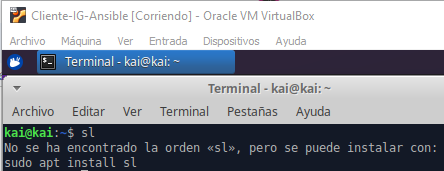 Cliente-IG-Ansible [Corriendo] - Oracle VM VirtualBox
Archivo Máquina Ver Entrada Dispositivos Ayuda
Terminal - kai@kai: ~
Terminal - kai@kai: ~
Archivo Editar Ver Terminal Pestañas Ayuda
kai@kai:~$ sl
No se ha encontrado la orden «sl», pero se puede instalar con:
sudo apt install sl